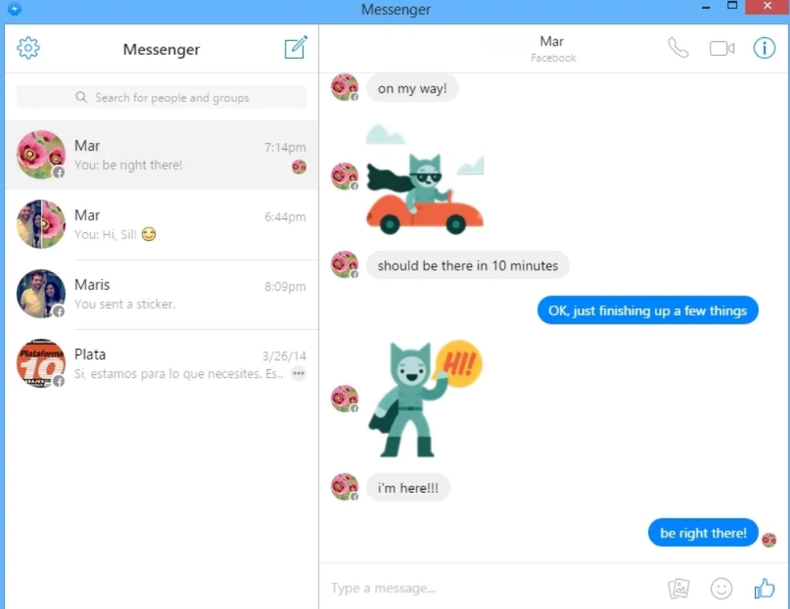 Messenger
Messenger
Search for people and groups
Mar
7:14pm
You: be right there!
Mar
6:44pm
You: Hi, Sil! 😉
Maris
8:09pm
You sent a sticker.
Plataforma
10
Plata
3/26/14
Si, estamos para lo que necesites. Es..
Mar
Facebook
on my way!
should be there in 10 minutes
OK, just finishing up a few things
HI!
i'm here!!!
be right there!
Type a message...